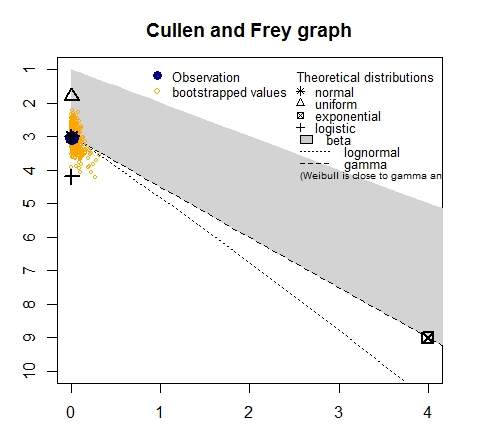 Cullen and Frey graph
Observation
bootstrapped values
Theoretical distributions
normal
uniform
exponential
logistic
beta
lognormal
gamma
(Weibull is close to gamma an
1
2
3
4
5
6
7
8
9
10
0
1
2
3
4